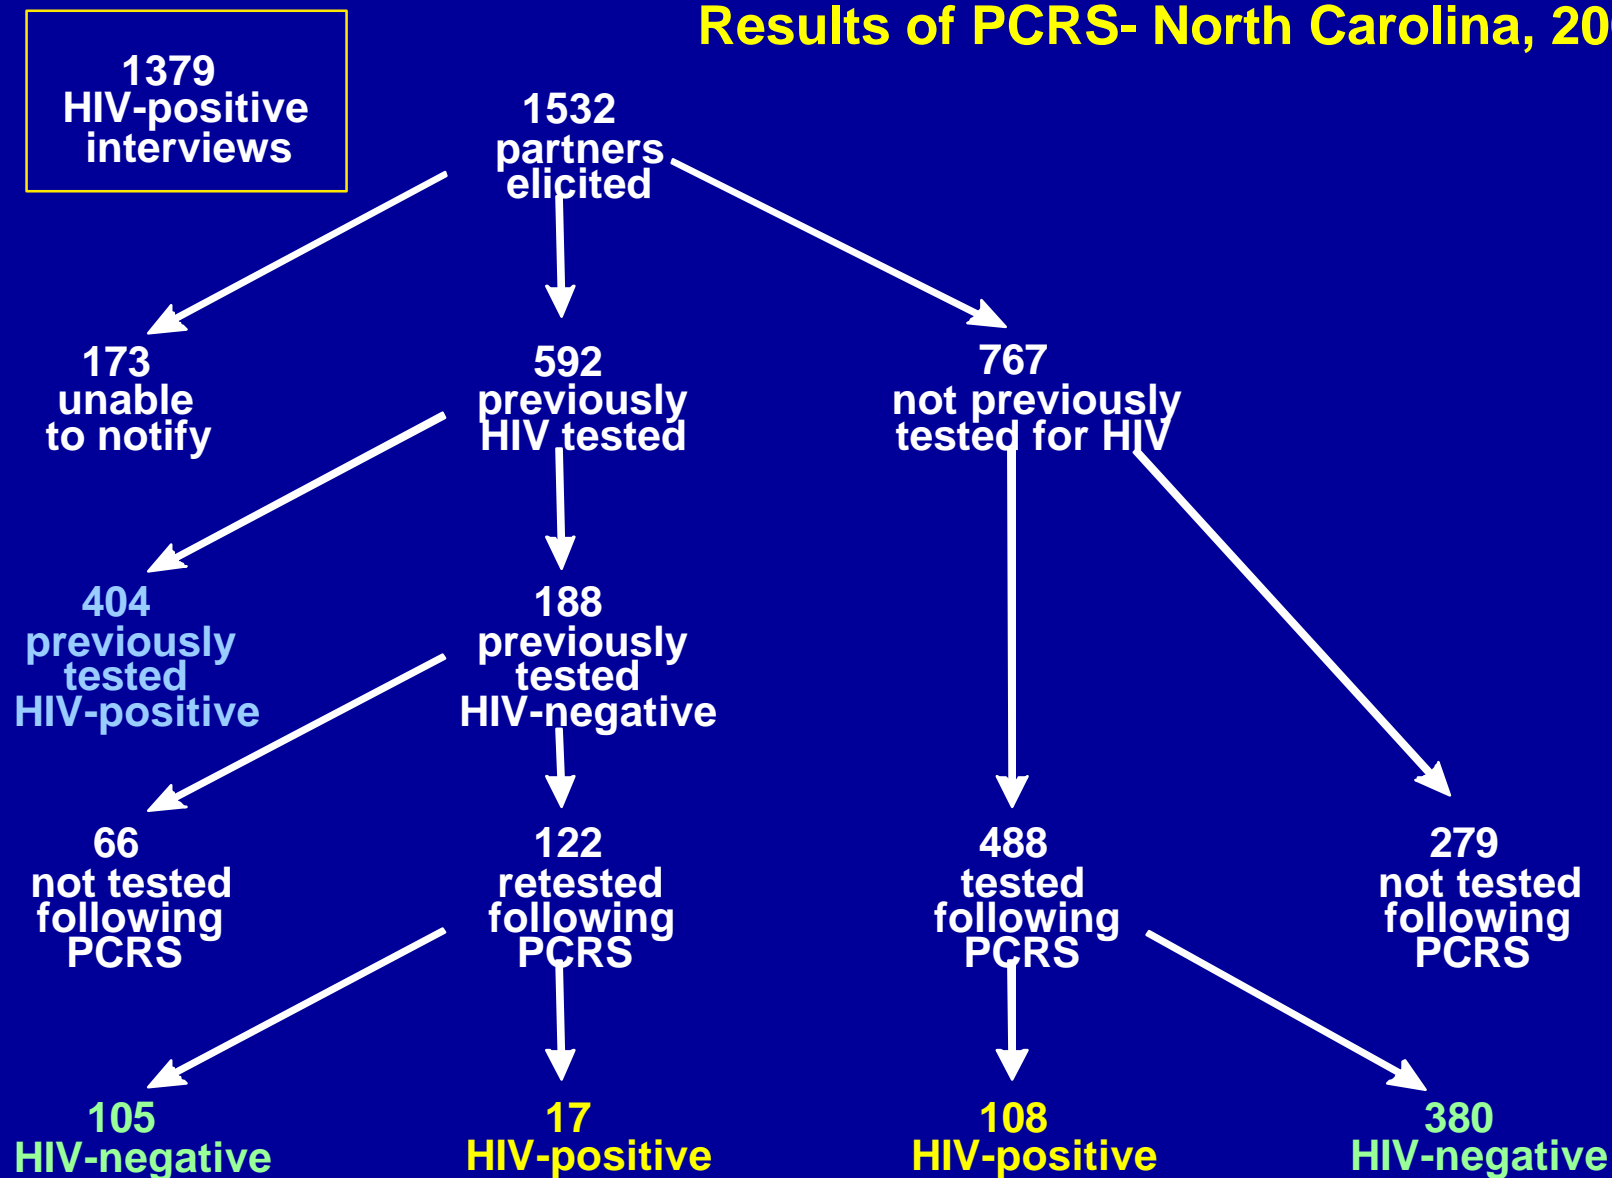 Results of PCRS- North Carolina,
1379
HIV-positive
interviews
1532
partners
elicited
173
unable
to notify
592
previously
HIV tested
767
not previously
tested for HIV
404
previously
tested
HIV-positive
188
previously
tested
HIV-negative
66
not tested
following
PCRS
122
retested
following
PCRS
488
tested
following
PCRS
279
not tested
following
PCRS
105
HIV-negative
17
HIV-positive
108
HIV-positive
380
HIV-negative